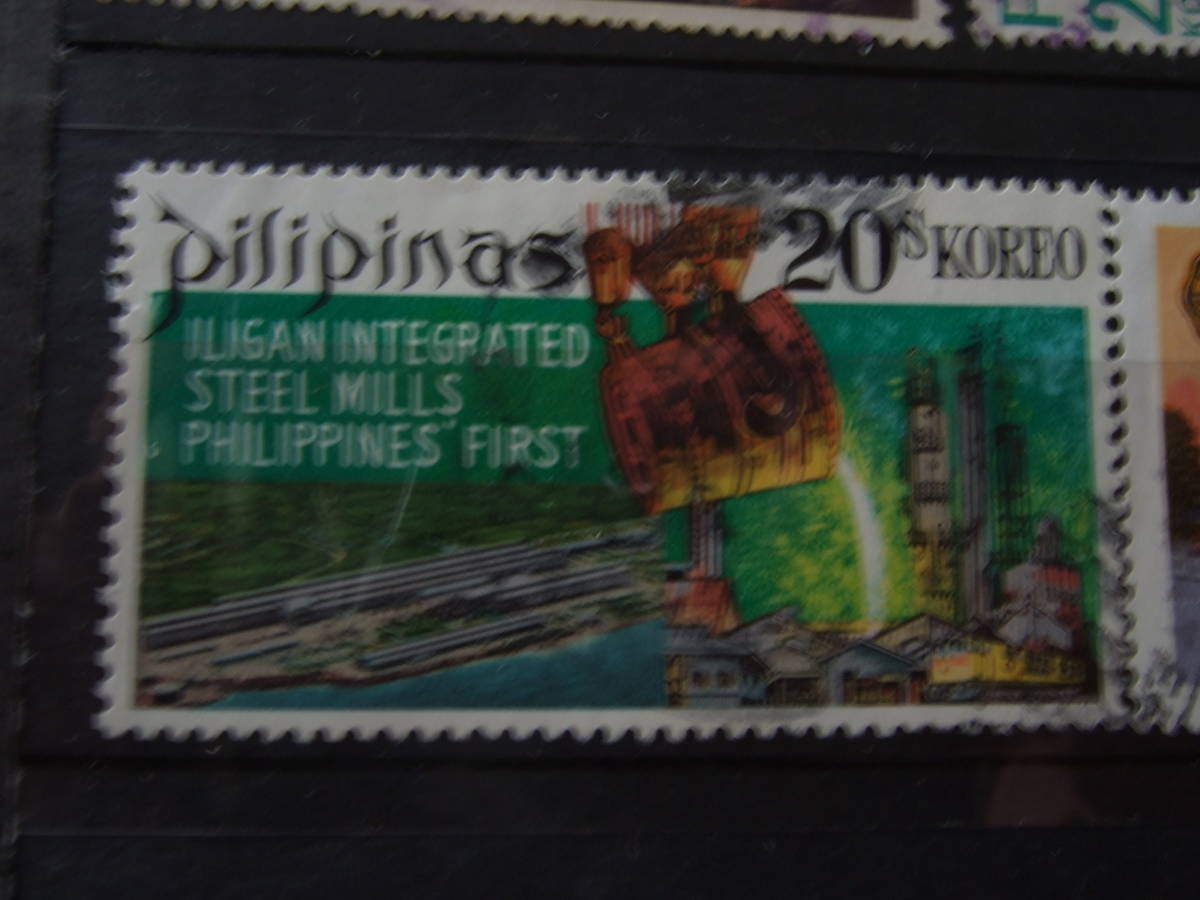 pilipinas 20s KOREO
ILIGAN INTEGRATED
STEEL MILLS
PHILIPPINES' FIRST